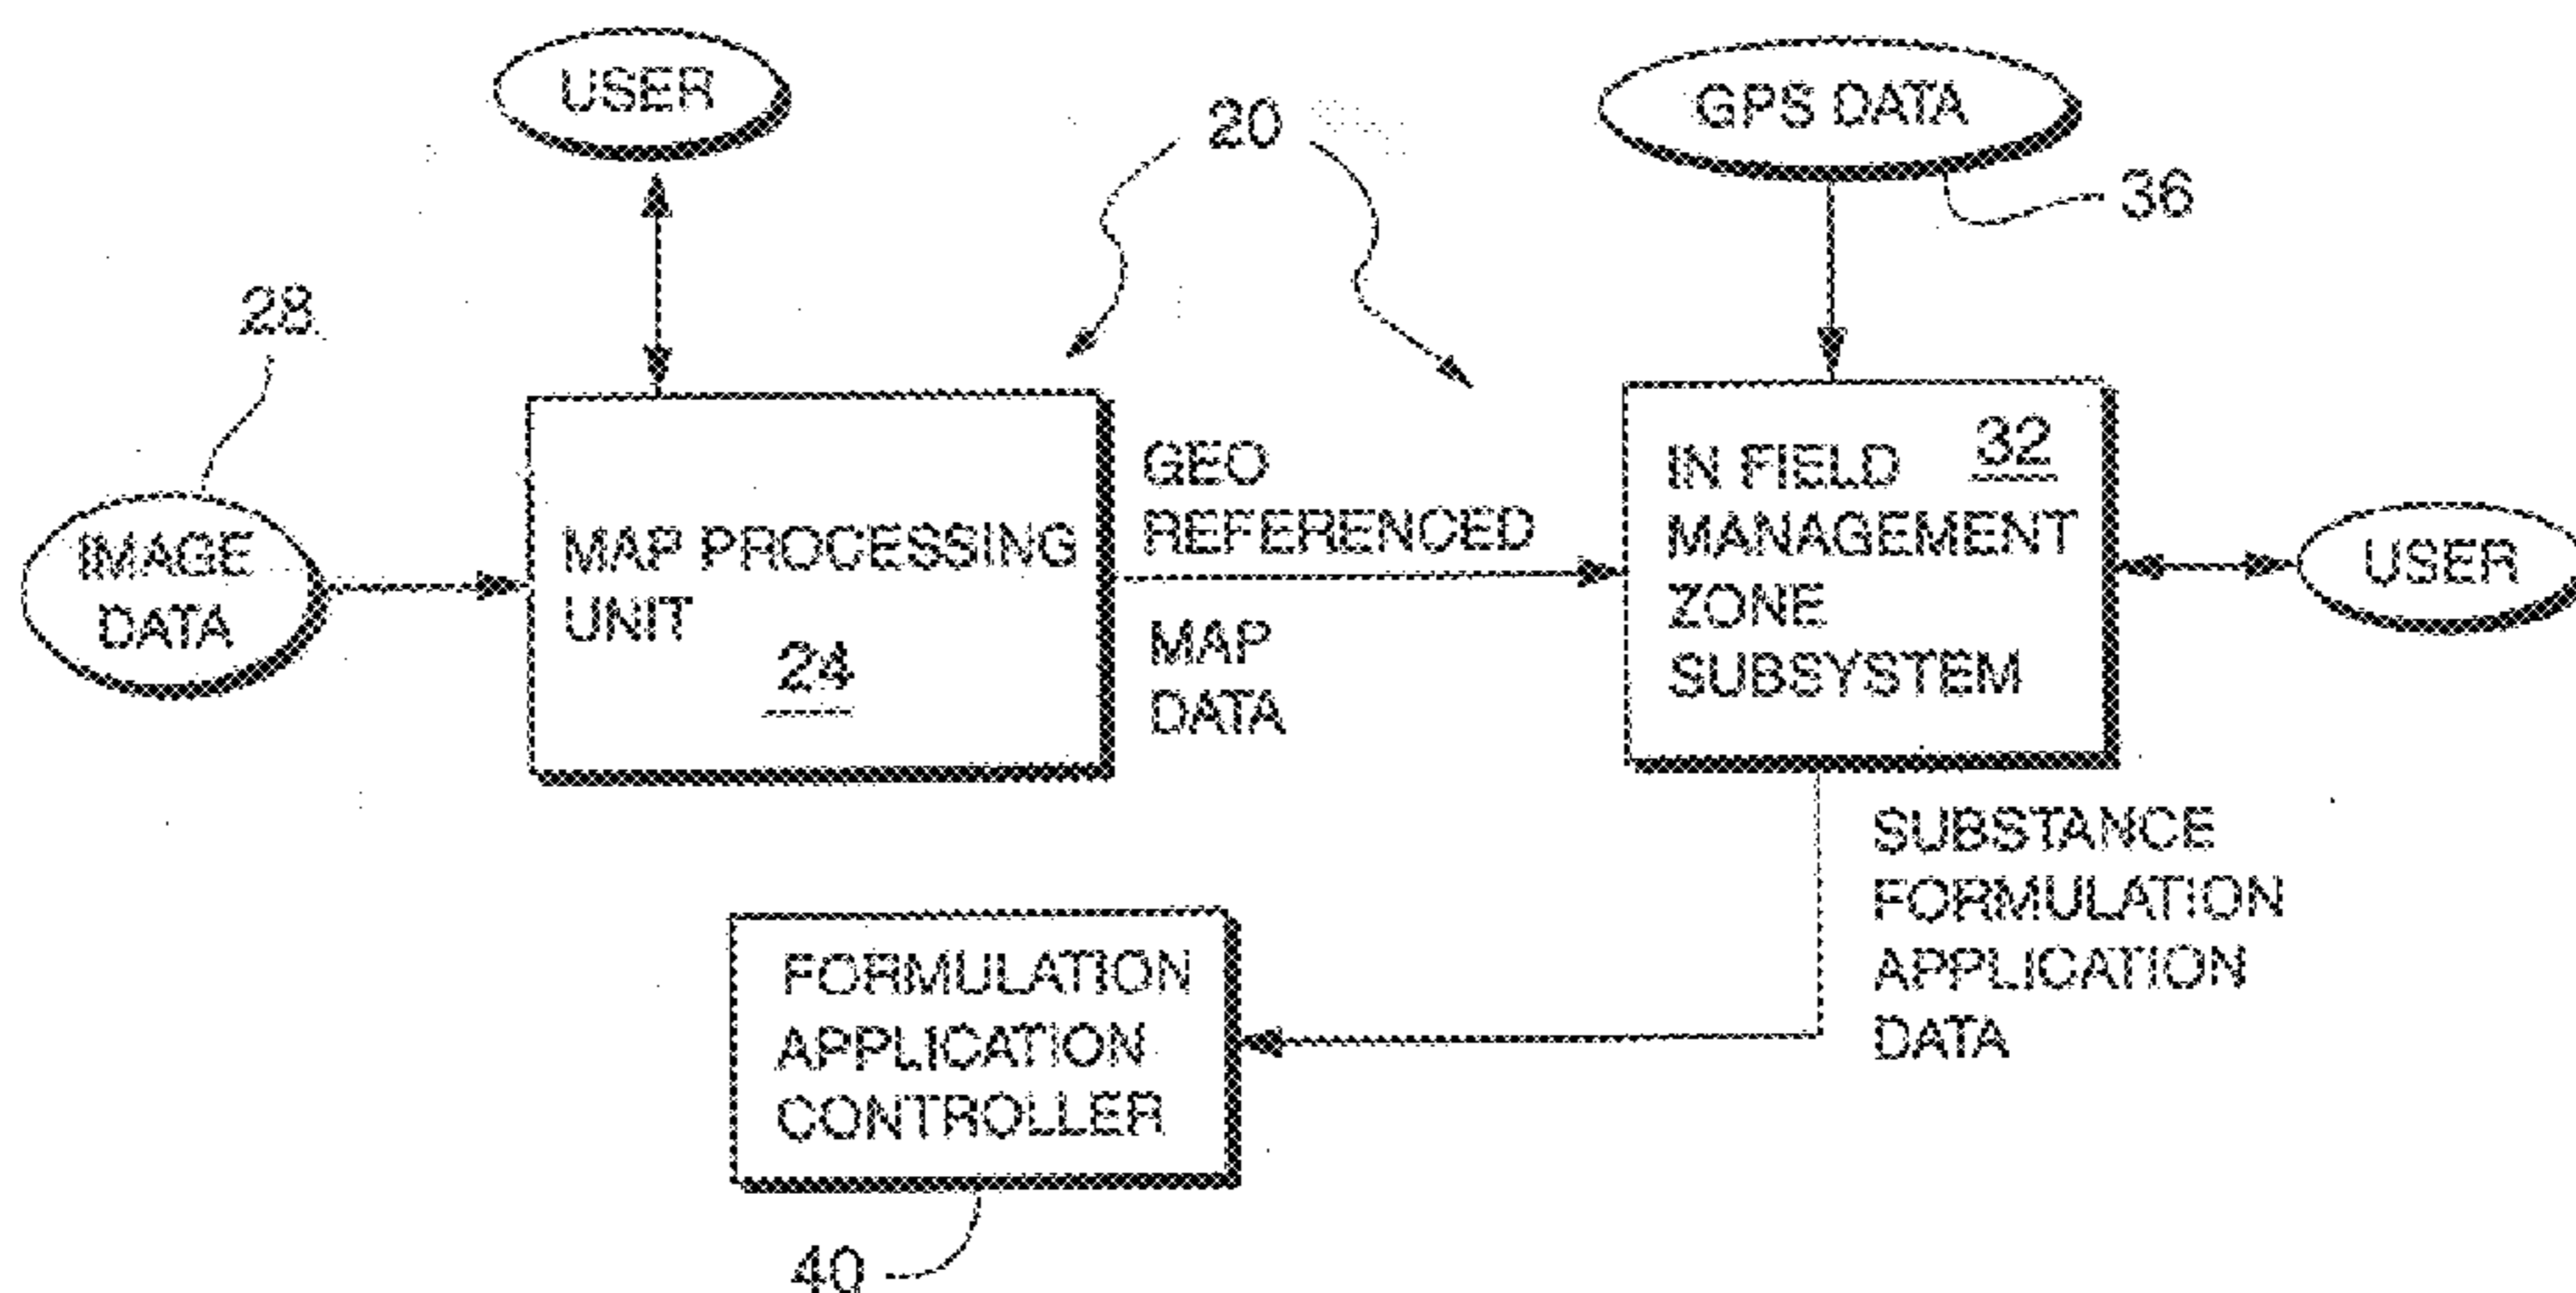 USER
20
GPS DATA
36
28
IMAGE
DATA
MAP PROCESSING
UNIT
24
GEO
REFERENCED
MAP
DATA
32
IN FIELD
MANAGEMENT
ZONE
SUBSYSTEM
USER
SUBSTANCE
FORMULATION
APPLICATION
DATA
FORMULATION
APPLICATION
CONTROLLER
40